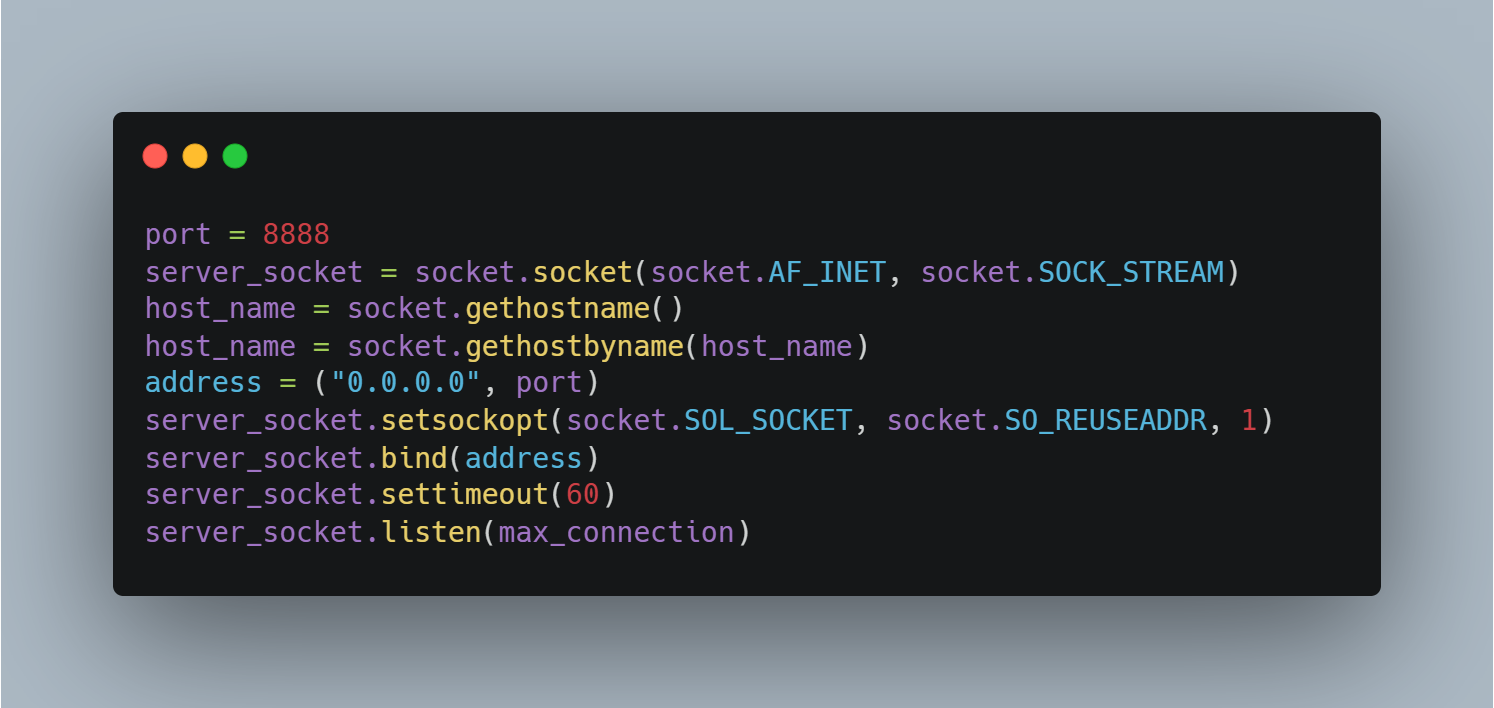 port = 8888
server_socket = socket.socket(socket.AF_INET, socket.SOCK_STREAM)
host_name = socket.gethostname()
host_name = socket.gethostbyname(host_name)
address = ("0.0.0.0", port)
server_socket.setsockopt(socket.SOL_SOCKET, socket.SO_REUSEADDR, 1)
server_socket.bind(address)
server_socket.settimeout(60)
server_socket.listen(max_connection)